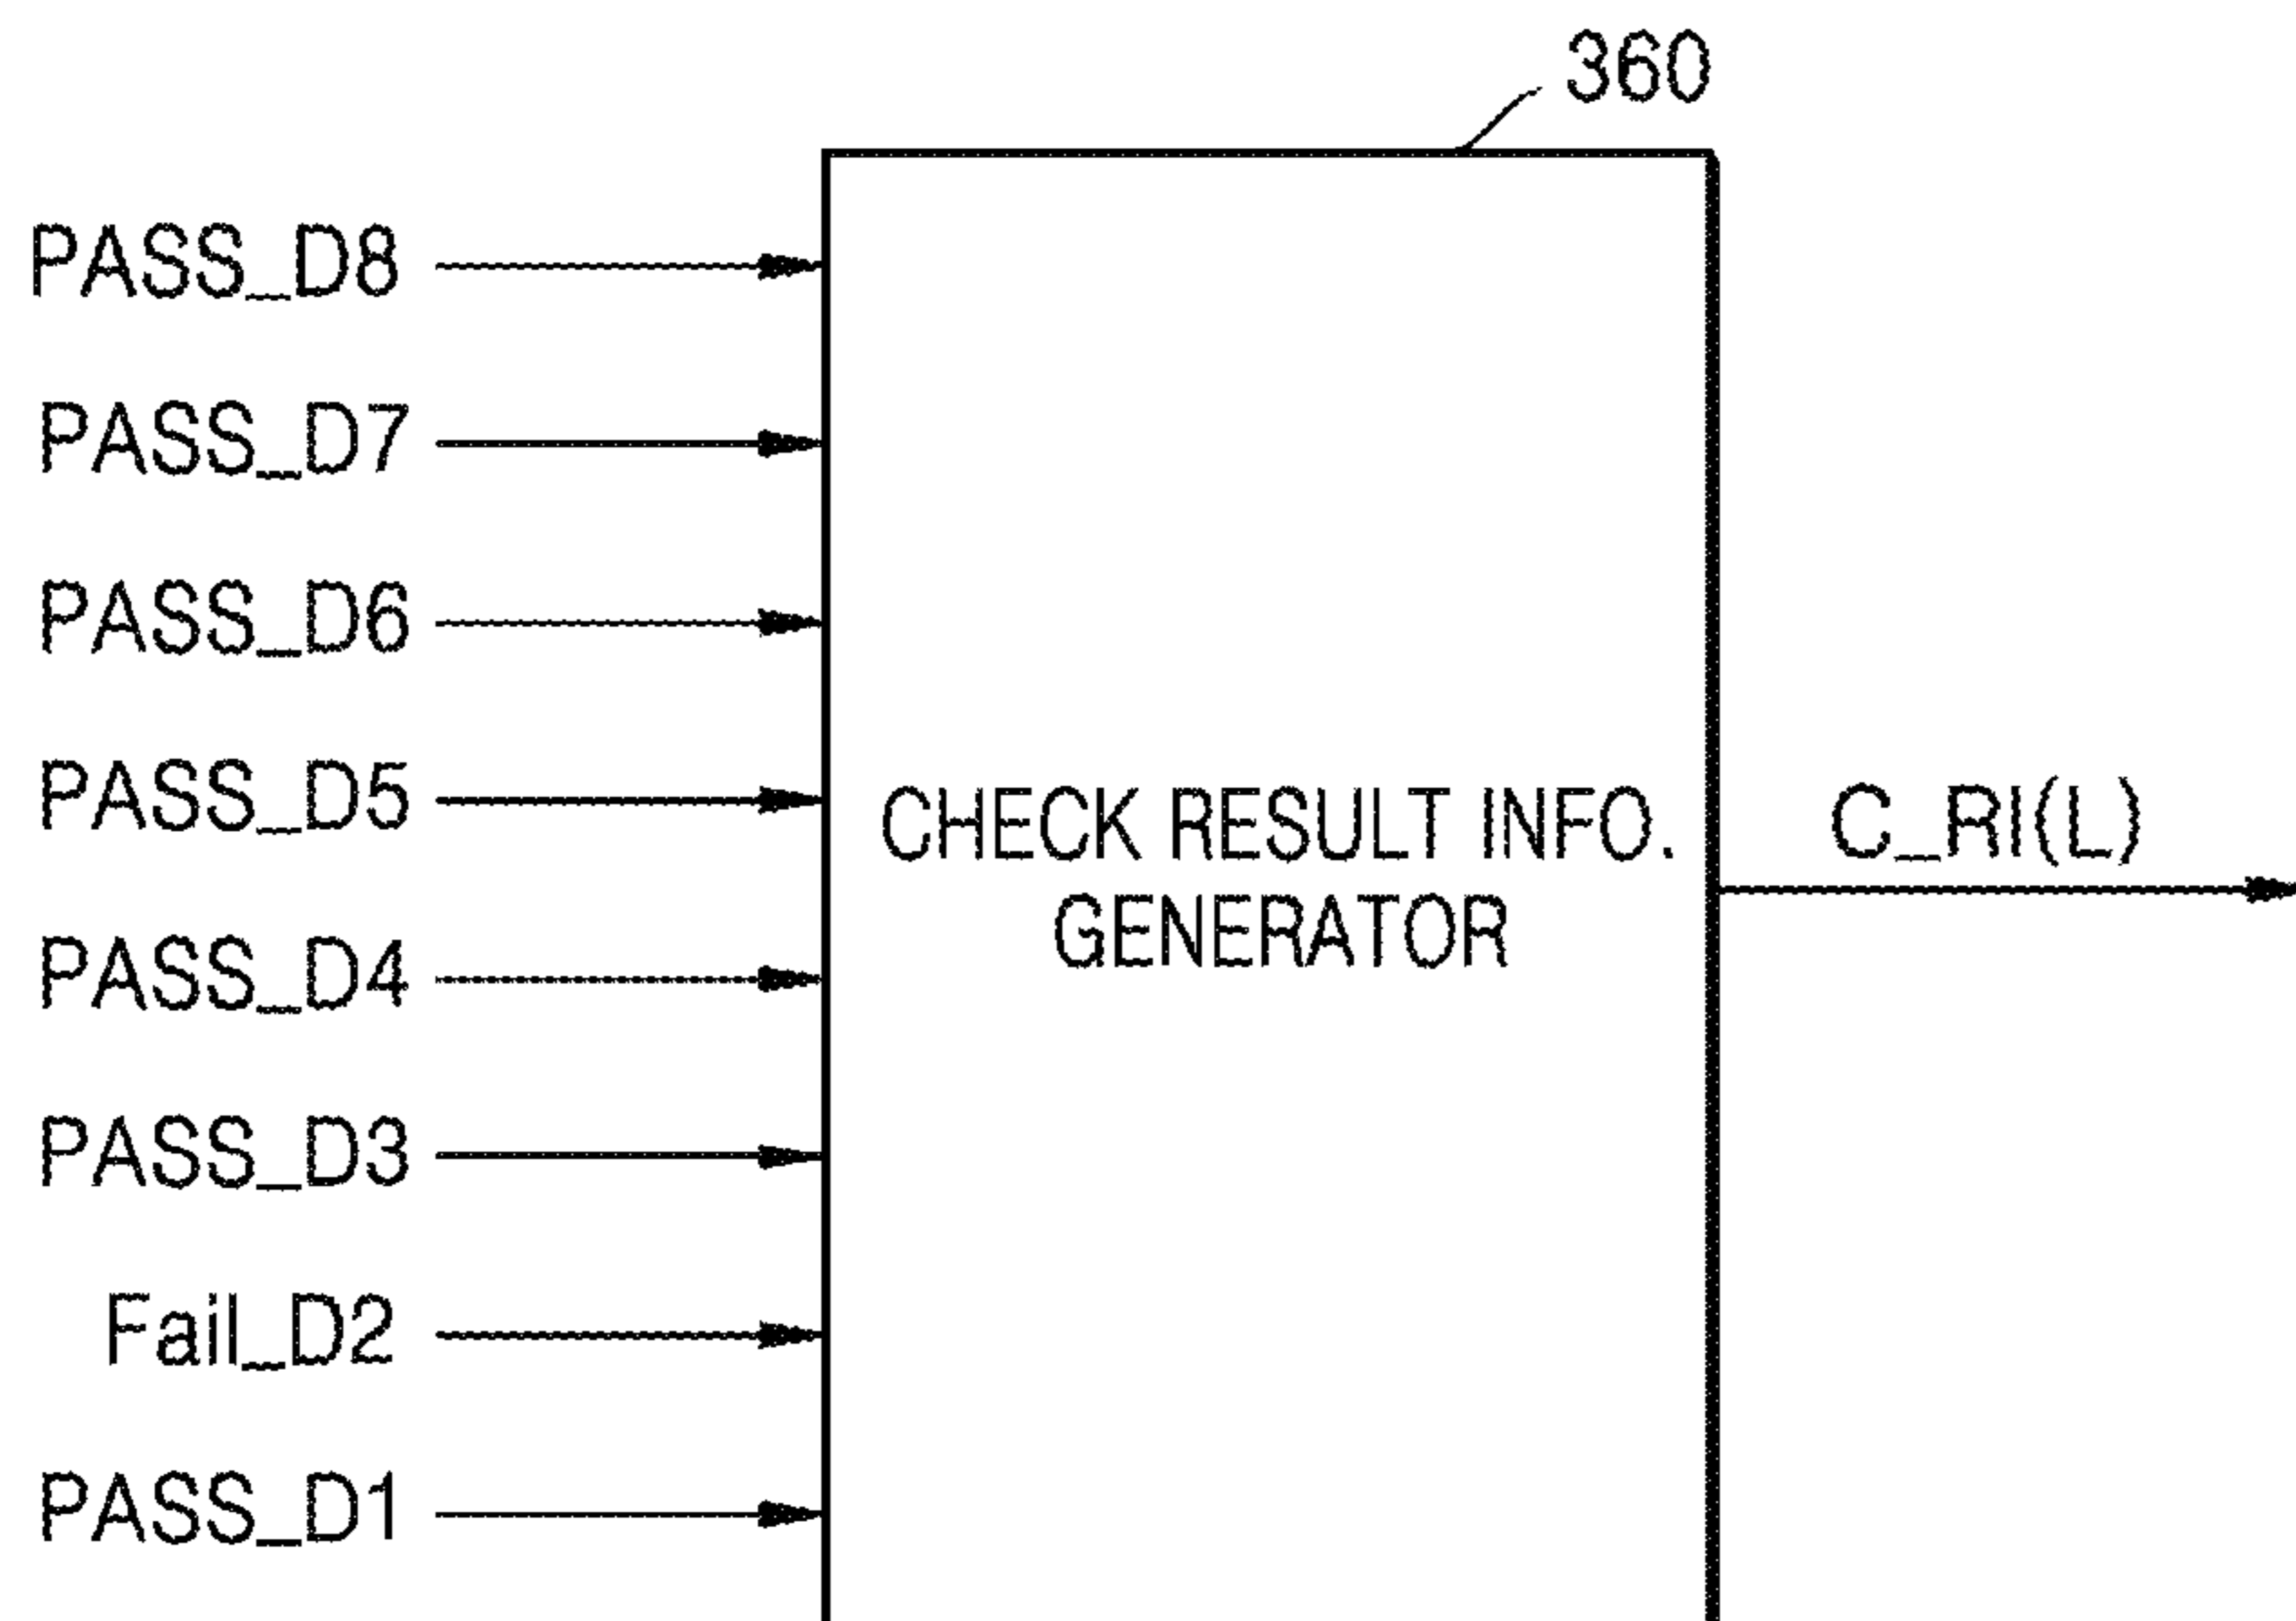 360
PASS_D8
PASS_D7
PASS_D6
PASS_D5
CHECK RESULT INFO.
GENERATOR
C_RI(L)
PASS_D4
PASS_D3
Fail_D2
PASS_D1